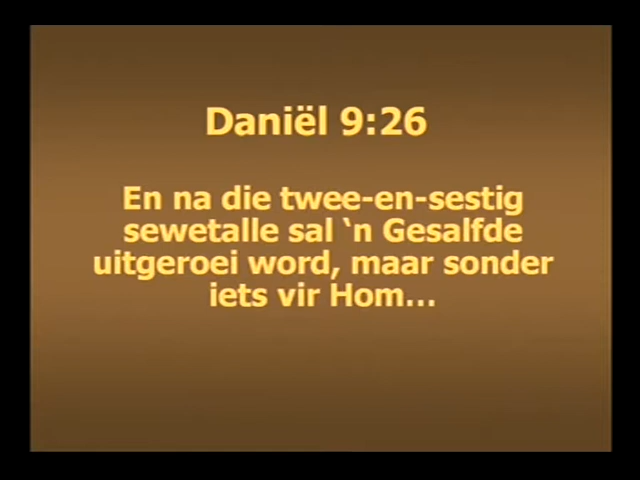 Daniël 9:26
En na die twee-en-sestig
sewetalle sal ‘n Gesalfde
uitgeroei word, maar sonder
iets vir Hom...